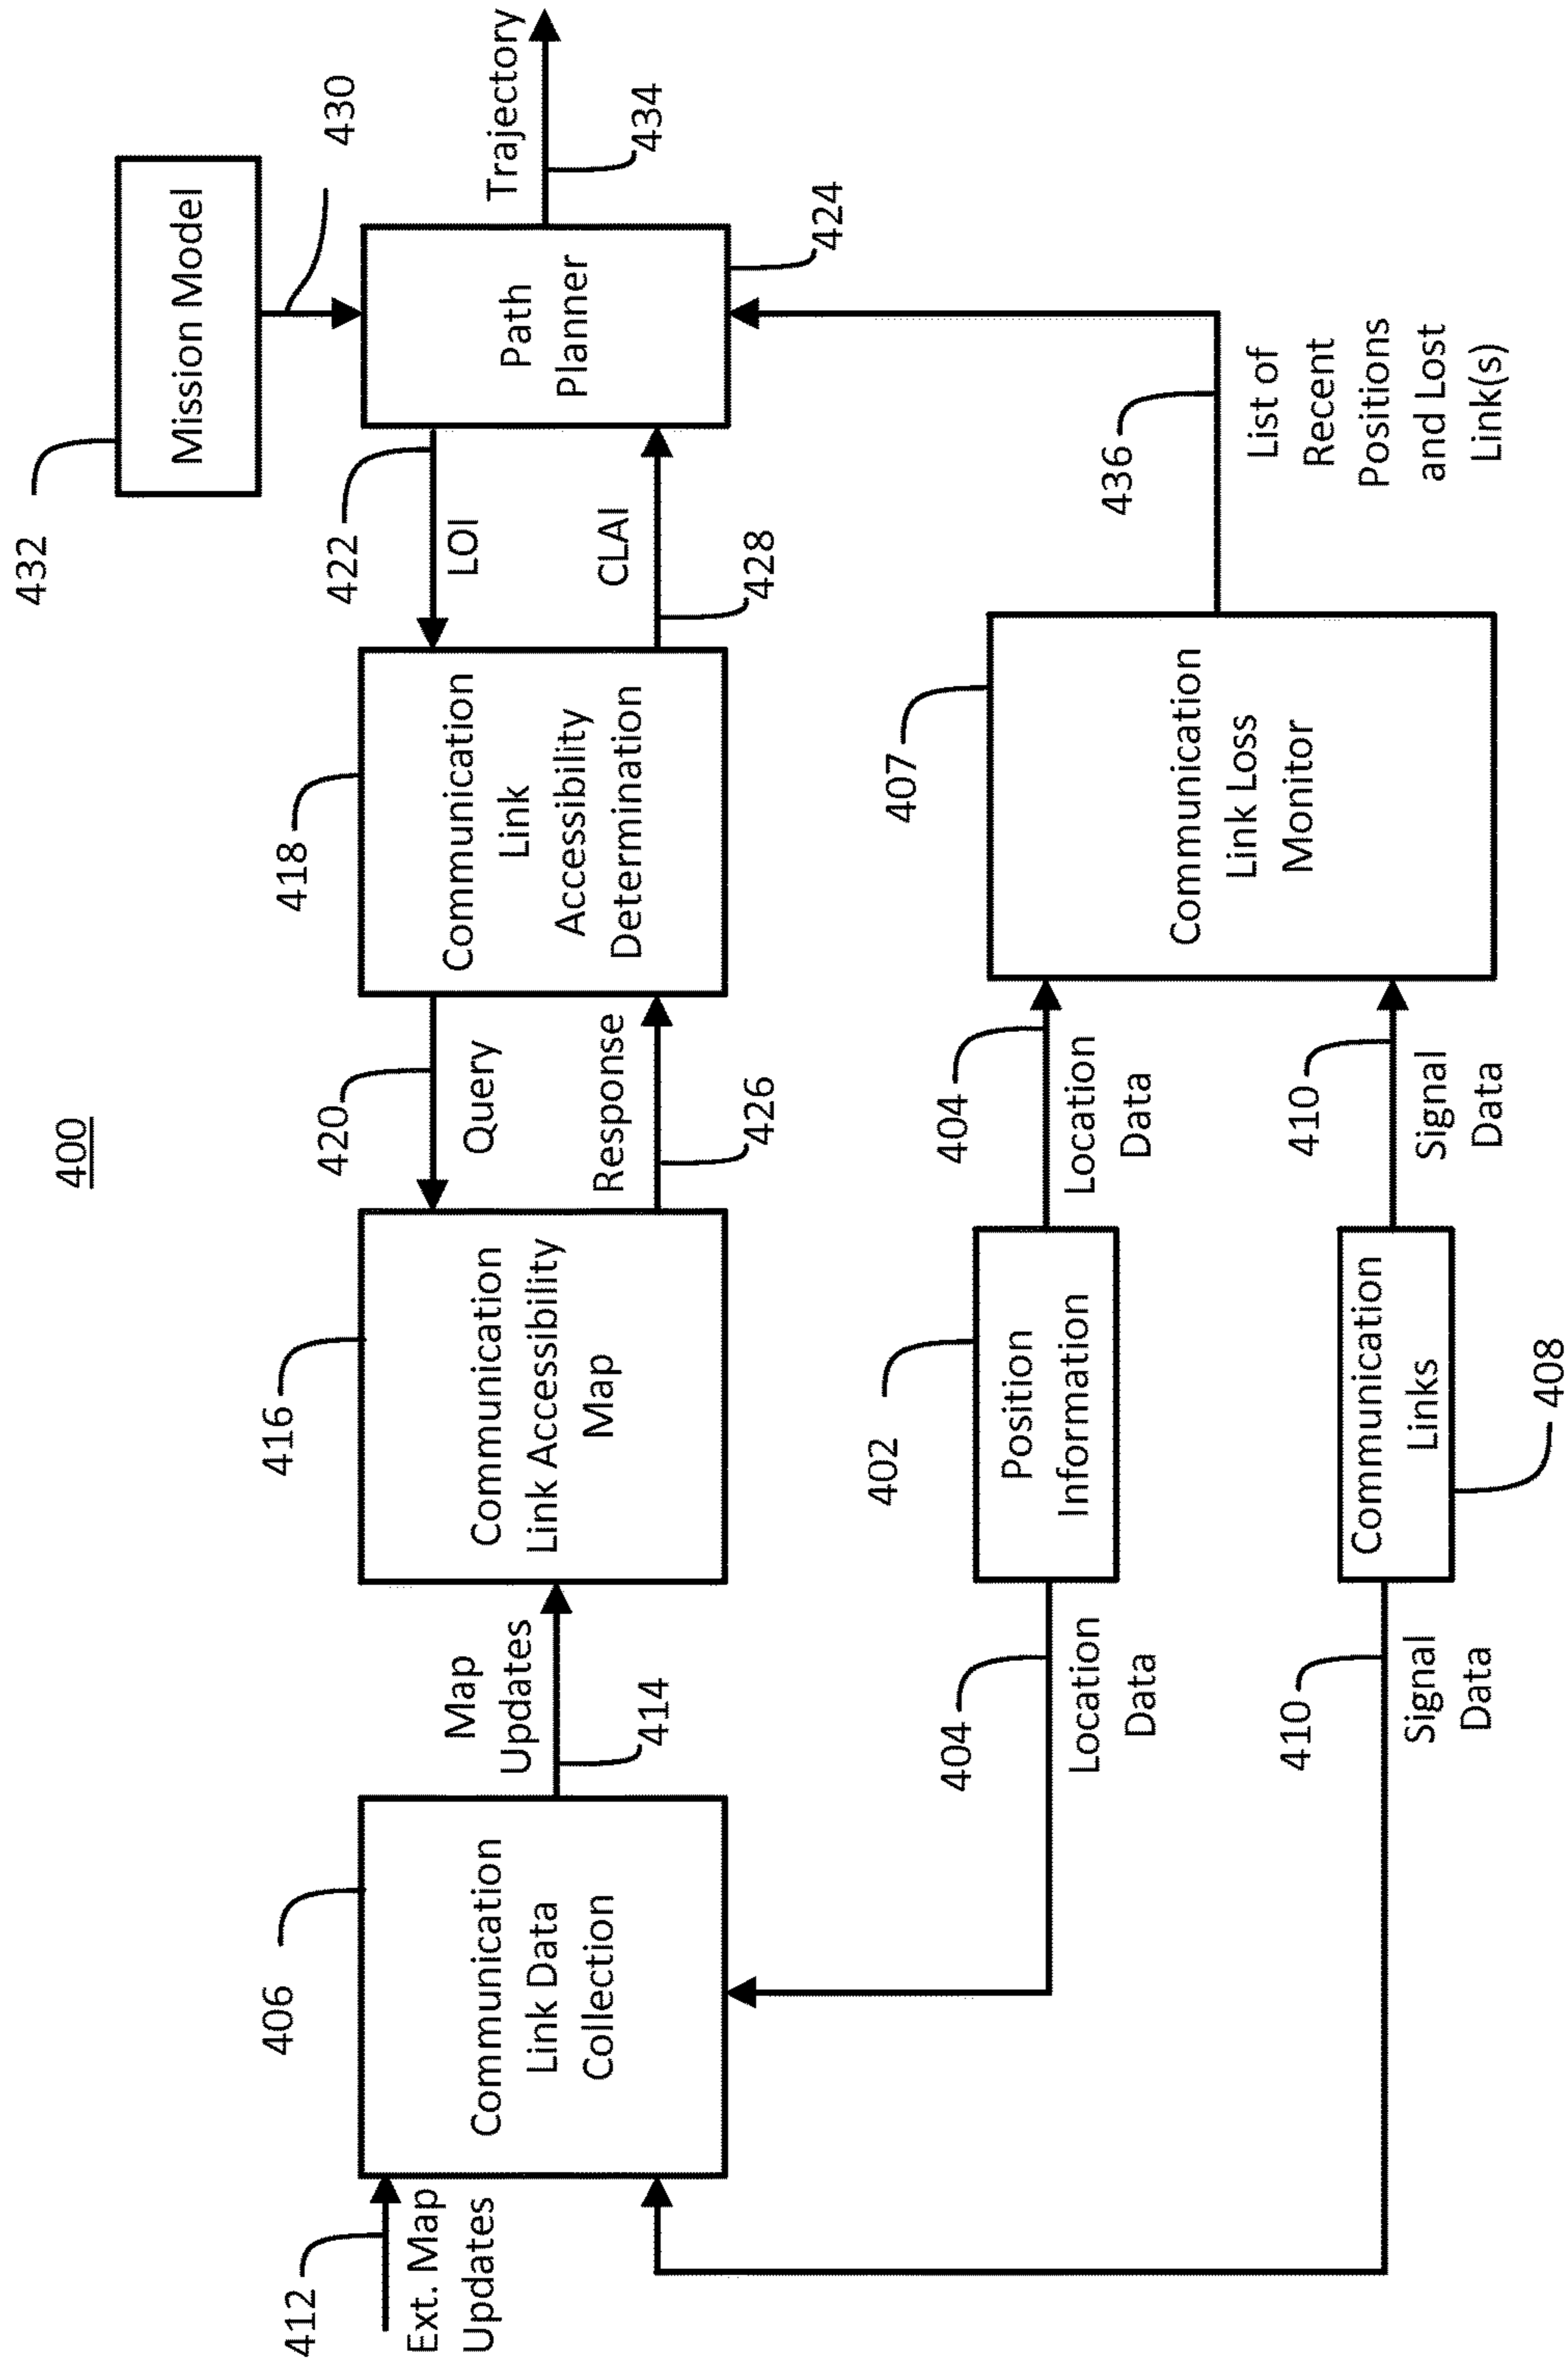 400
432
Mission Model
430
412
Ext. Map
Updates
406
Communication
Link Data
Collection
Map
Updates
414
416
Communication
Link Accessibility
Map
420
Query
Response
426
418
Communication
Link
Accessibility
Determination
422
LOI
CLAI
428
Path
Planner
424
Trajectory
434
404
Location
Data
402
Position
Information
404
Location
Data
407
Communication
Link Loss
Monitor
436
List of
Recent
Positions
and Lost
Link(s)
410
Signal
Data
Communication
Links
408
410
Signal
Data